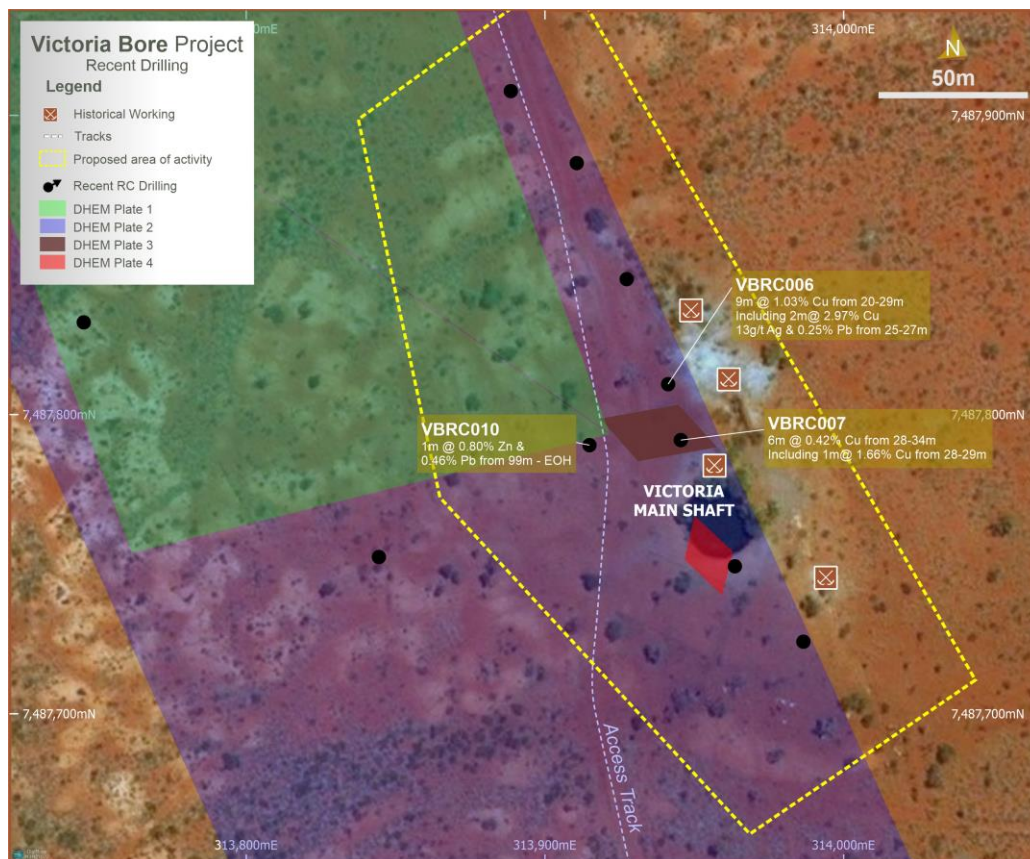 Victoria Bore Project
Recent Drilling
Legend
Historical Working
Tracks
Proposed area of activity
Recent RC Drilling
DHEM Plate 1
DHEM Plate 2
DHEM Plate 3
DHEM Plate 4
314,000mE
N
50m
7,487,900mN
VBRC006
9m @ 1.03% Cu from 20-29m
including 2m@ 2.97% Cu
13g/t Ag & 0.25% Pb from 25-27m
7,487,800mN
7,487,800mN
VBRC010
1m @ 0.80% Zn &
0.46% Pb from 99m - EOH
VBRC007
6m @ 0.42% Cu from 28-34m
Including 1m@ 1.66% Cu from 28-29m
VICTORIA
MAIN SHAFT
7,487,700mN
7,487,700mN
Access Track
313,800mE
313,900mE
314,000mE